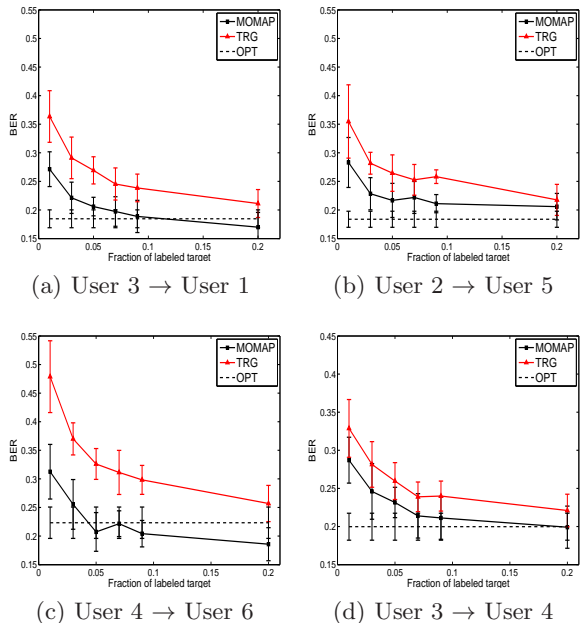 MOMAP
TRG
OPT
0.55
0.5
0.45
0.4
0.35
0.3
0.25
0.2
0.15
BER
0 0.05 0.1 0.15 0.2
Fraction of labeled target
(a) User 3 → User 1
MOMAP
TRG
OPT
0.55
0.5
0.45
0.4
0.35
0.3
0.25
0.2
0.15
BER
0 0.05 0.1 0.15 0.2
Fraction of labeled target
(b) User 2 → User 5
MOMAP
TRG
OPT
0.55
0.5
0.45
0.4
0.35
0.3
0.25
0.2
0.15
BER
0 0.05 0.1 0.15 0.2
Fraction of labeled target
(c) User 4 → User 6
MOMAP
TRG
OPT
0.45
0.4
0.35
0.3
0.25
0.2
0.15
BER
0 0.05 0.1 0.15 0.2
Fraction of labeled target
(d) User 3 → User 4